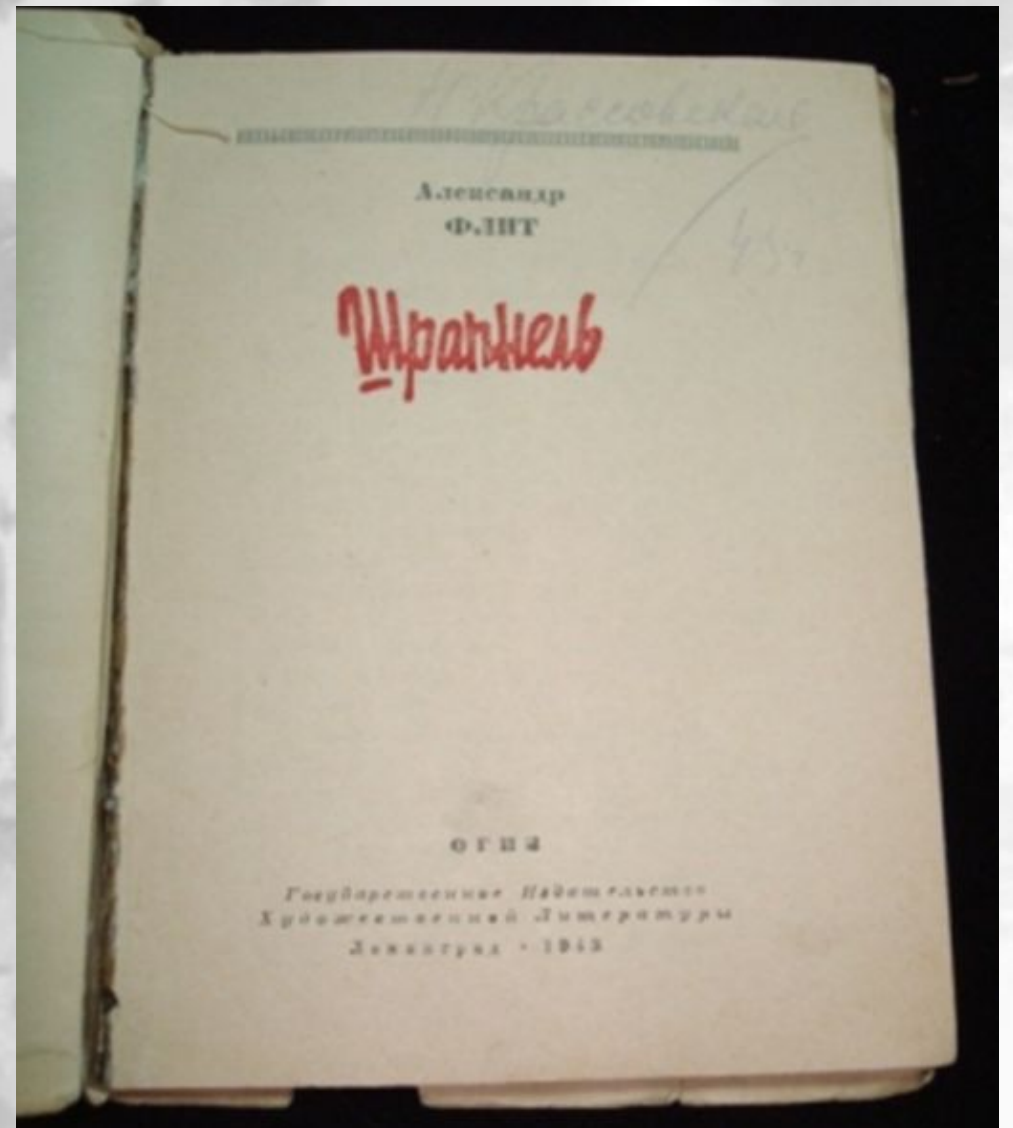 Александр
ФЛИТ
Шрапнель
ОГИЗ
Государственное Издательство
Художественной Литературы
Ленинград • 1943